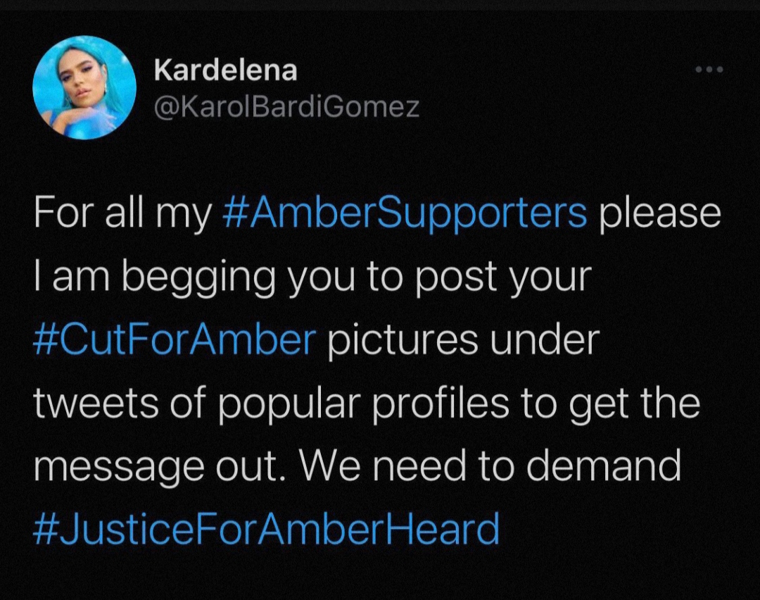 Kardelena
@KarolBardiGomez
For all my #AmberSupporters please
I am begging you to post your
#CutForAmber pictures under
tweets of popular profiles to get the
message out. We need to demand
#JusticeForAmberHeard